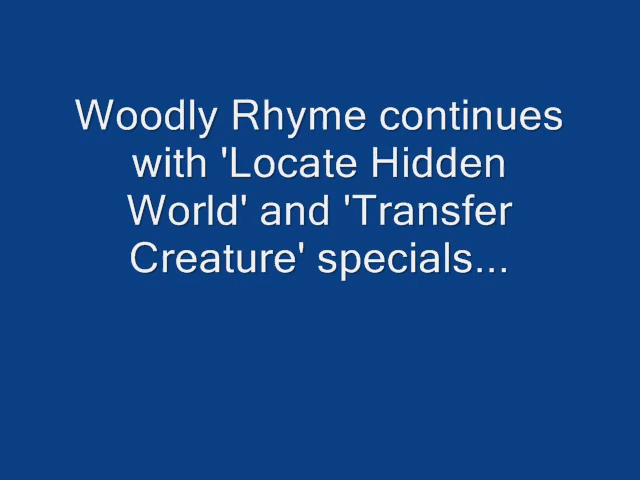 Woodly Rhyme continues
with 'Locate Hidden
World' and 'Transfer
Creature' specials...